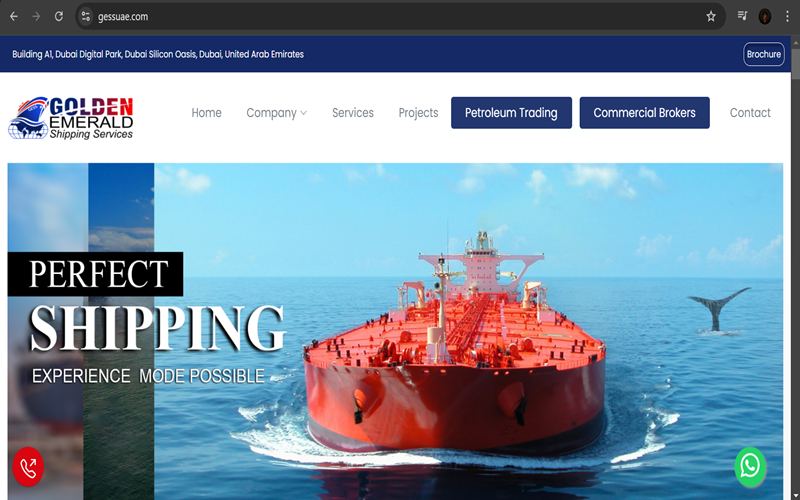 gessuae.com
Building A1, Dubai Digital Park, Dubai Silicon Oasis, Dubai, United Arab Emirates
Brochure
GOLDEN
EMERALD
Shipping Services
Home
Company
Services
Projects
Petroleum Trading
Commercial Brokers
Contact
PERFECT
SHIPPING
EXPERIENCE MODE POSSIBLE